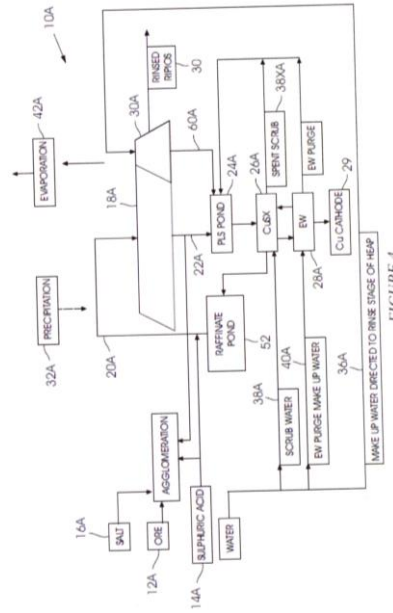 10A
EVAPORATION
42A
PRECIPITATION
32A
20A
18A
30A
RINSED
RIPIOS
30
60A
22A
PLS POND
24A
SALT
16A
ORE
12A
AGGLOMERATION
SULPHURIC ACID
14A
RAFFINATE
POND
52
CuSX
26A
SPENT SCRUB
38XA
EW
28A
EW PURGE
Cu CATHODE
29
WATER
SCRUB WATER
38A
EW PURGE MAKE UP WATER
40A
36A
MAKE UP WATER DIRECTED TO RINSE STAGE OF HEAP